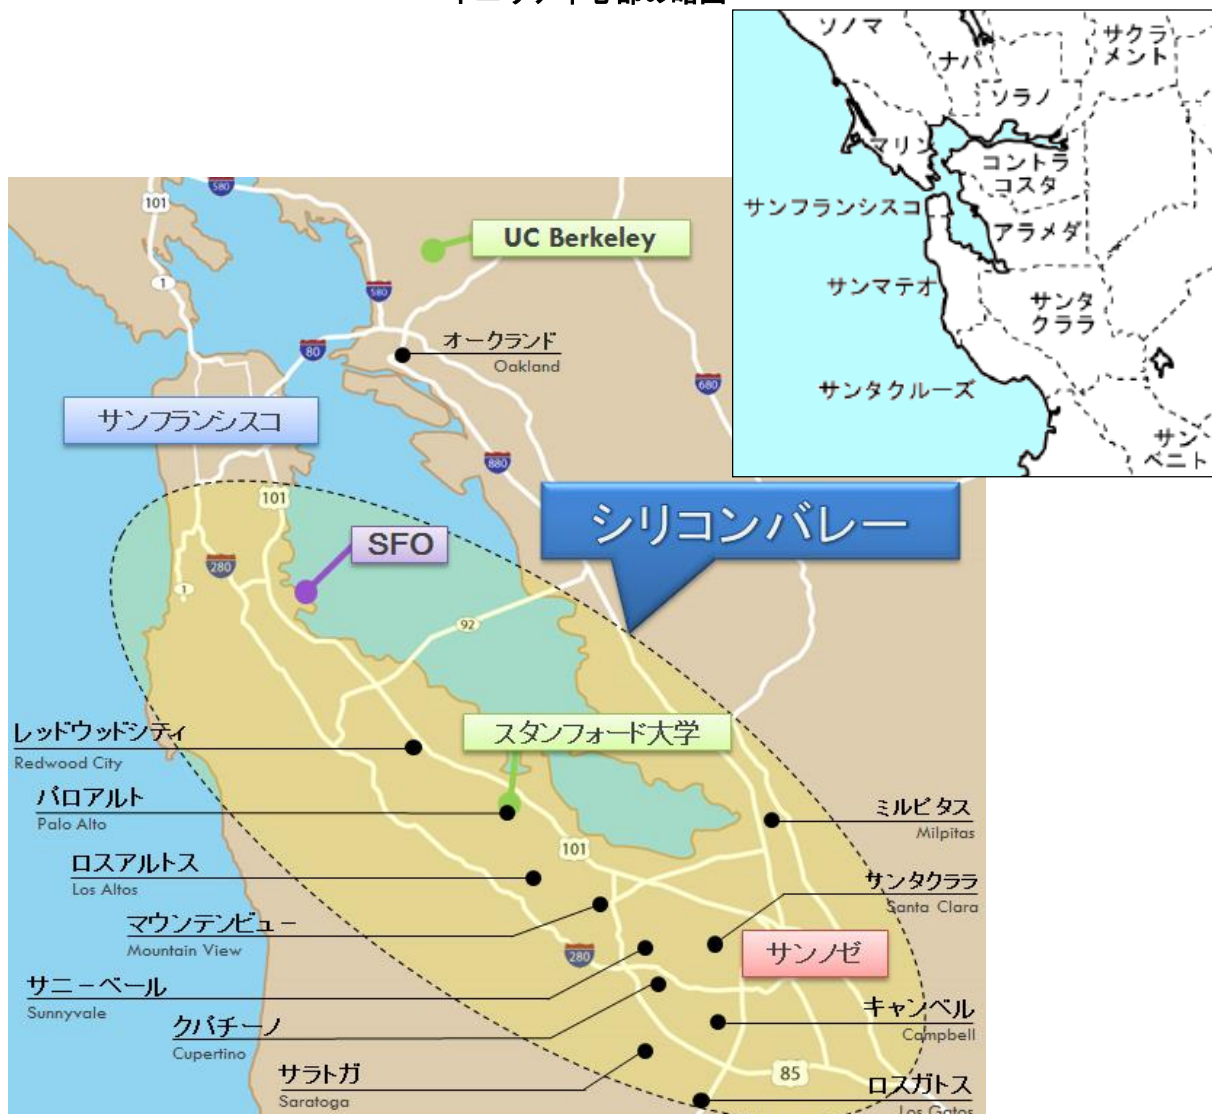 ソノマ
サクラ
メント
ナパ
ソラノ
マリン
コントラ
コスタ
サンフランシスコ
アラメダ
サンマテオ
サンタ
クララ
サンタクルーズ
サン
ベニト
580
101
UC Berkeley
1
580
80
オークランド
Oakland
680
サンフランシスコ
880
101
シリコンバレー
SFO
280
1
92
レッドウッドシティ
Redwood City
スタンフォード大学
パロアルト
Palo Alto
ミルピタス
Milpitas
101
ロスアルトス
Los Altos
サンタクララ
Santa Clara
マウンテンビュー
Mountain View
280
サンノゼ
サニーベール
Sunnyvale
キャンベル
Campbell
クパチーノ
Cupertino
サラトガ
Saratoga
85
ロスガトス
Los Gatos